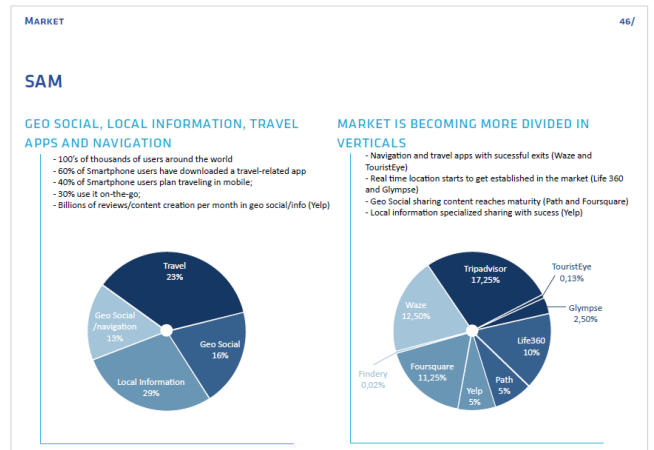 MARKET
46/
SAM
GEO SOCIAL, LOCAL INFORMATION, TRAVEL
APPS AND NAVIGATION
- 100's of thousands of users around the world
- 60% of Smartphone users have downloaded a travel-related app
- 40% of Smartphone users plan traveling in mobile;
- 30% use it on-the-go;
- Billions of reviews/content creation per month in geo social/info (Yelp)
Travel
23%
Geo Social
/navigation
13%
Geo Social
16%
Local Information
29%
MARKET IS BECOMING MORE DIVIDED IN
VERTICALS
- Navigation and travel apps with sucessful exits (Waze and
TouristEye)
- Real time location starts to get established in the market (Life 360
and Glympse)
- Geo Social sharing content reaches maturity (Path and Foursquare)
- Local information specialized sharing with sucess (Yelp)
Tripadvisor
17,25%
TouristEye
0,13%
Glympse
2,50%
Waze
12,50%
Life360
10%
Findery
0,02%
Foursquare
11,25%
Path
5%
Yelp
5%